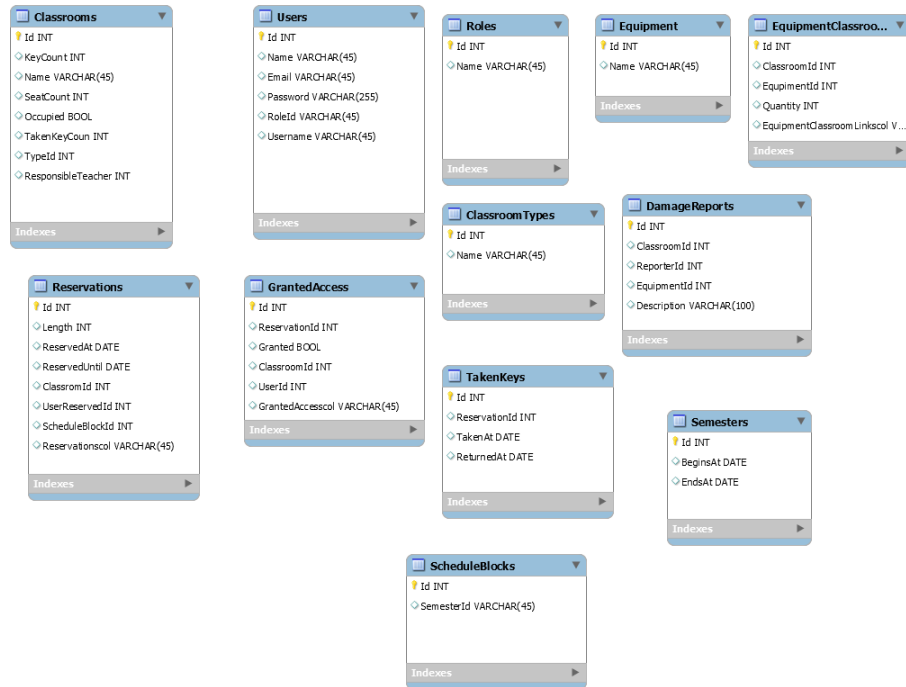 Classrooms
Id INT
KeyCount INT
Name VARCHAR(45)
SeatCount INT
Occupied BOOL
TakenKeyCoun INT
TypeId INT
ResponsibleTeacher INT
Indexes
Users
Id INT
Name VARCHAR(45)
Email VARCHAR(45)
Password VARCHAR(255)
RoleId VARCHAR(45)
Username VARCHAR(45)
Indexes
Roles
Id INT
Name VARCHAR(45)
Indexes
Equipment
Id INT
Name VARCHAR(45)
Indexes
EquipmentClassroo...
Id INT
ClassroomId INT
EqupimentId INT
Quantity INT
EquipmentClassroomLinkscol V...
Indexes
ClassroomTypes
Id INT
Name VARCHAR(45)
Indexes
DamageReports
Id INT
ClassroomId INT
ReporterId INT
EquipmentId INT
Description VARCHAR(100)
Indexes
Reservations
Id INT
Length INT
ReservedAt DATE
ReservedUntil DATE
ClassromId INT
UserReservedId INT
ScheduleBlockId INT
Reservationscol VARCHAR(45)
Indexes
GrantedAccess
Id INT
ReservationId INT
Granted BOOL
ClassroomId INT
UserId INT
GrantedAccesscol VARCHAR(45)
Indexes
TakenKeys
Id INT
ReservationId INT
TakenAt DATE
ReturnedAt DATE
Indexes
Semesters
Id INT
BeginsAt DATE
EndsAt DATE
Indexes
ScheduleBlocks
Id INT
SemesterId VARCHAR(45)
Indexes